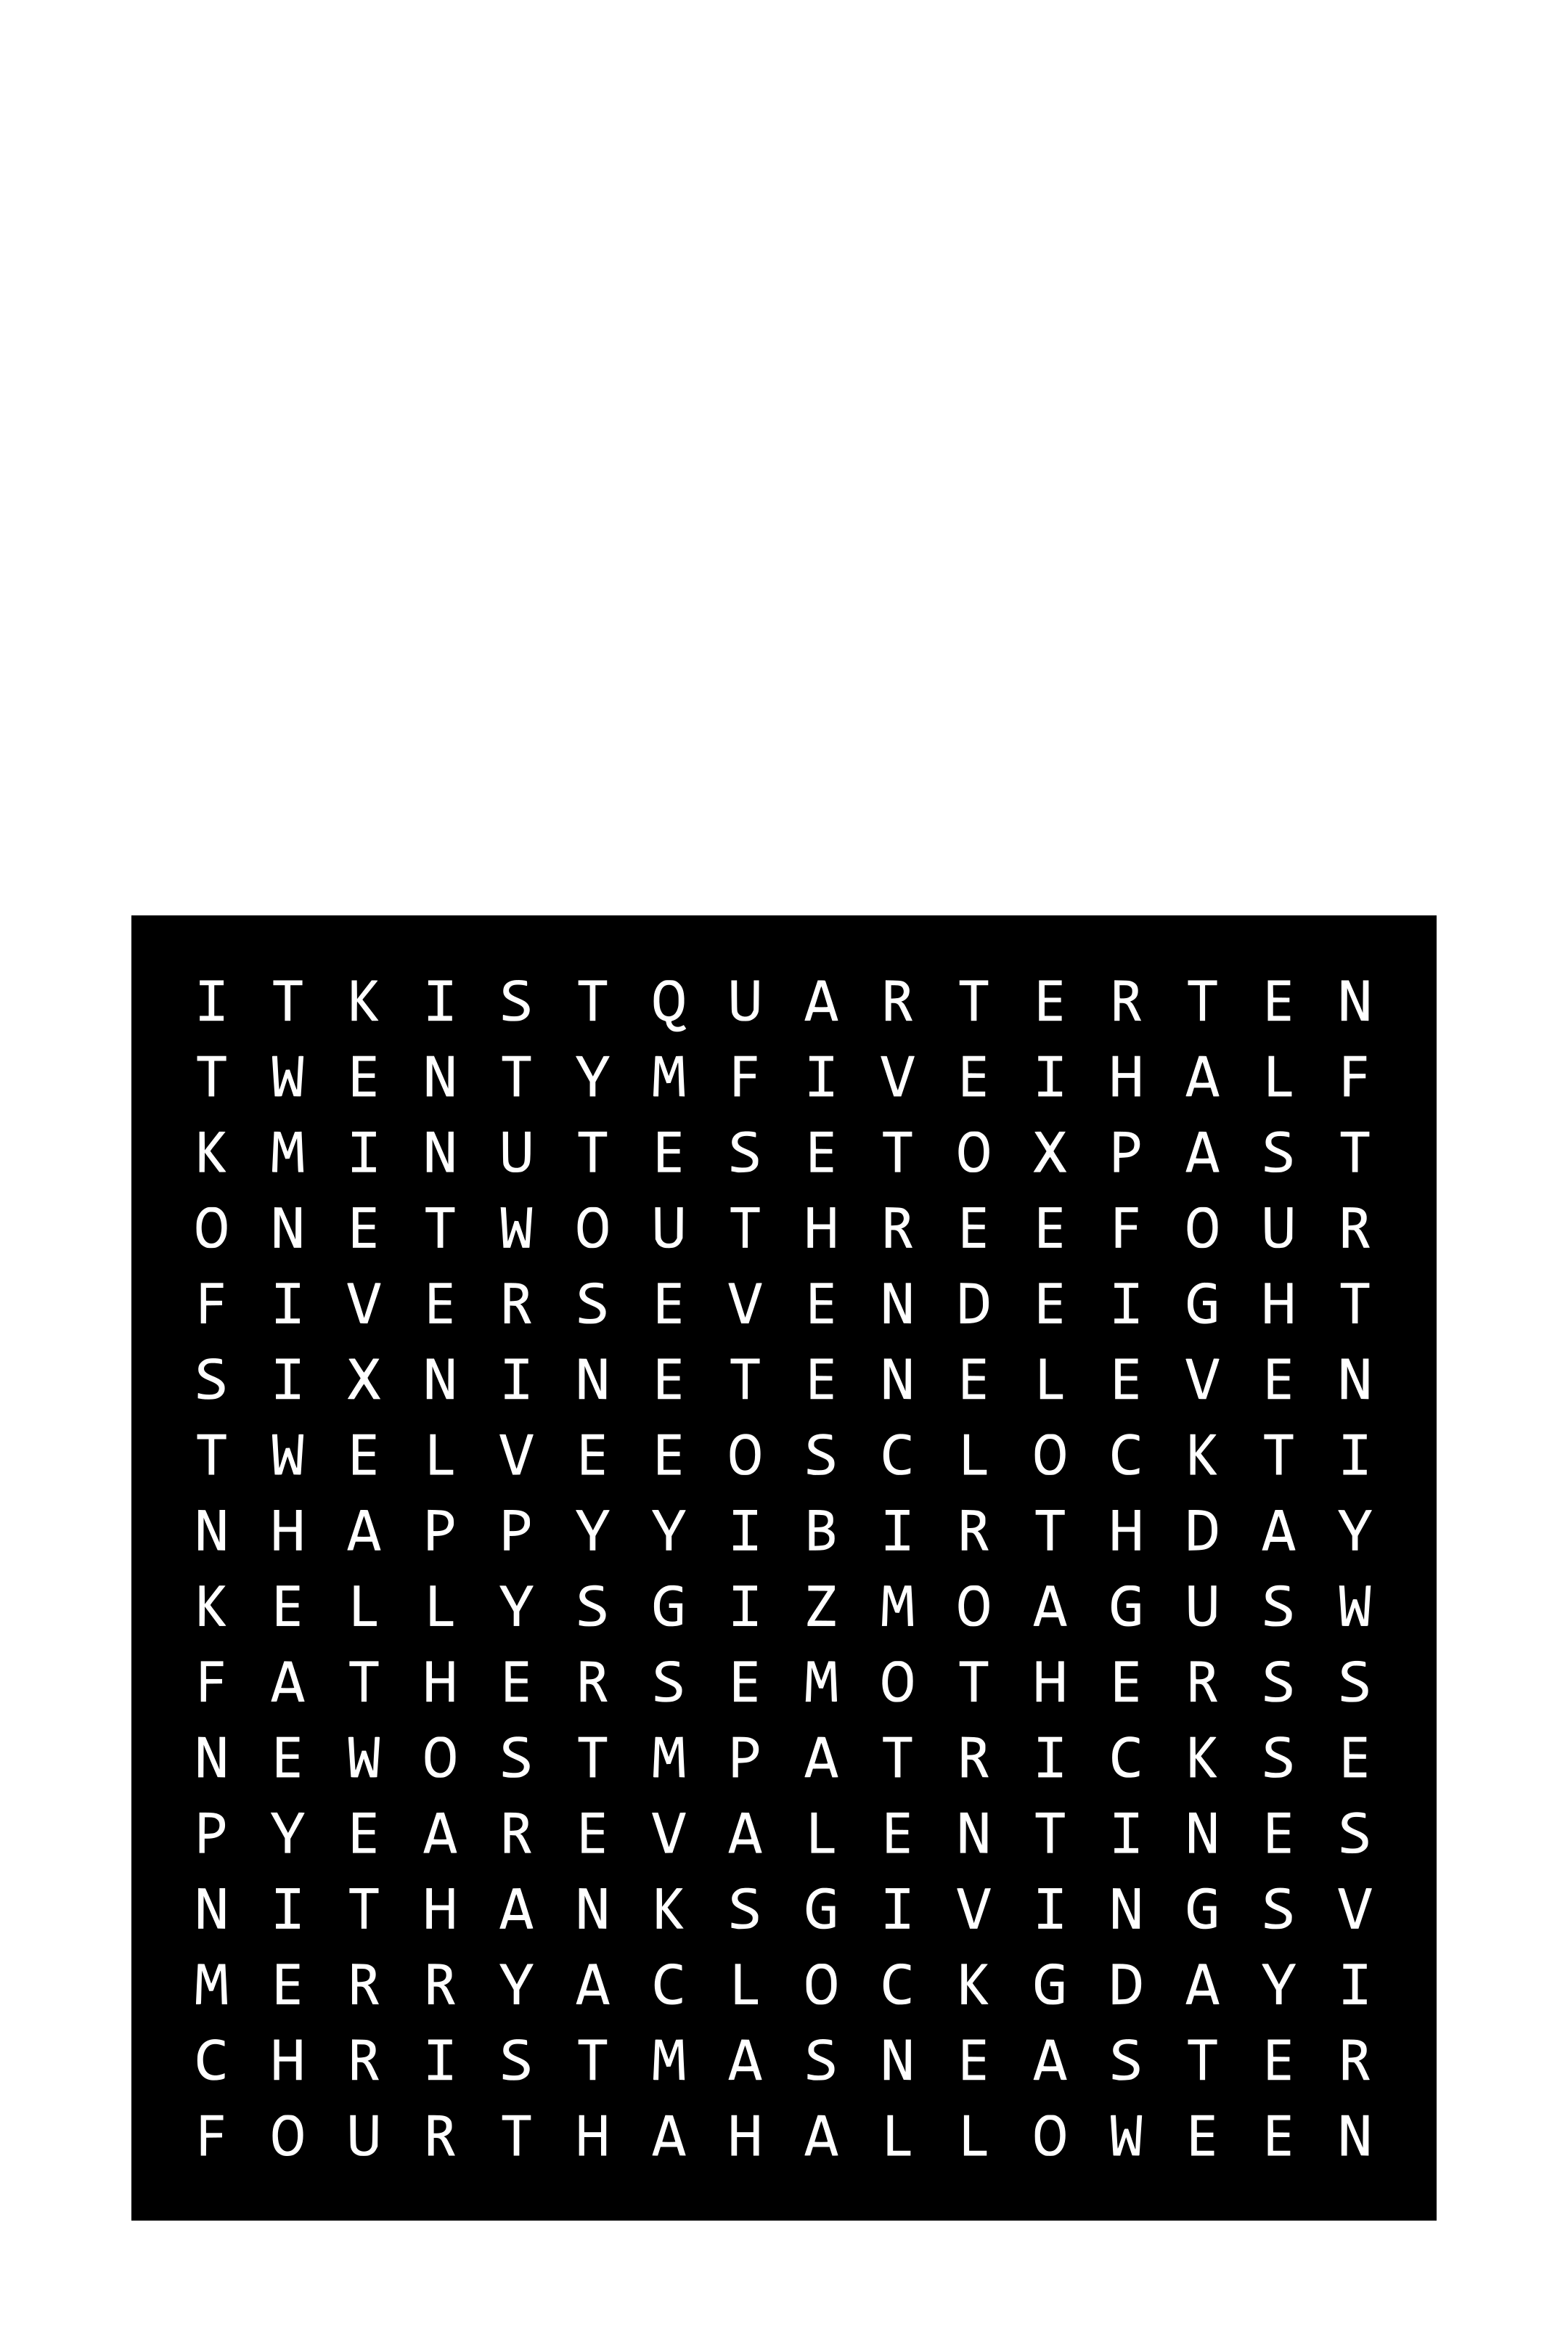 I T K I S T Q U A R T E R T E N
T W E N T Y M F I V E I H A L F
K M I N U T E S E T O X P A S T
O N E T W O U T H R E E F O U R
F I V E R S E V E N D E I G H T
S I X N I N E T E N E L E V E N
T W E L V E E O S C L O C K T I
N H A P P Y Y I B I R T H D A Y
K E L L Y S G I Z M O A G U S W
F A T H E R S E M O T H E R S S
N E W O S T M P A T R I C K S E
P Y E A R E V A L E N T I N E S
N I T H A N K S G I V I N G S V
M E R R Y A C L O C K G D A Y I
C H R I S T M A S N E A S T E R
F O U R T H A H A L L O W E E N